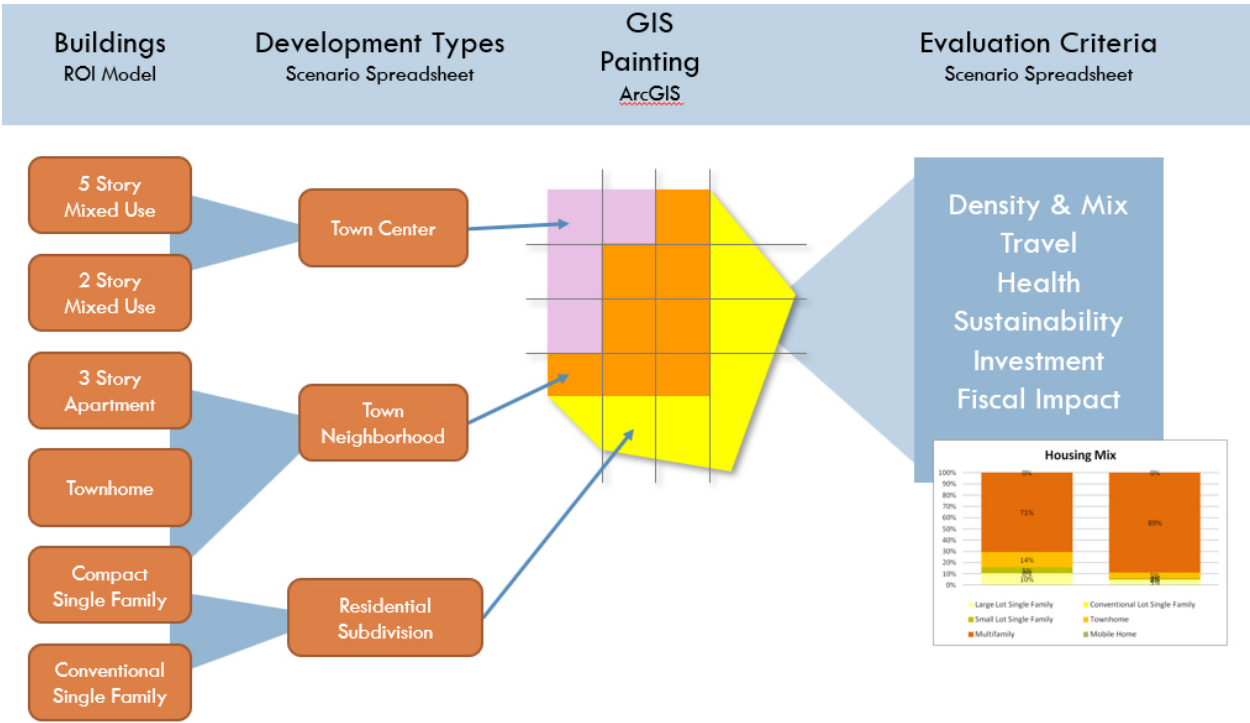 Buildings
ROI Model
Development Types
Scenario Spreadsheet
GIS
Painting
ArcGIS
Evaluation Criteria
Scenario Spreadsheet
5 Story
Mixed Use
2 Story
Mixed Use
3 Story
Apartment
Townhome
Compact
Single Family
Conventional
Single Family
Town Center
Town
Neighborhood
Residential
Subdivision
Density & Mix
Travel
Health
Sustainability
Investment
Fiscal Impact
Housing Mix
100%
90%
80%
70%
60%
50%
40%
30%
20%
10%
0%
0%
71%
14%
5%
10%
0%
89%
5%
Large Lot Single Family
Conventional Lot Single Family
Small Lot Single Family
Townhome
Multifamily
Mobile Home